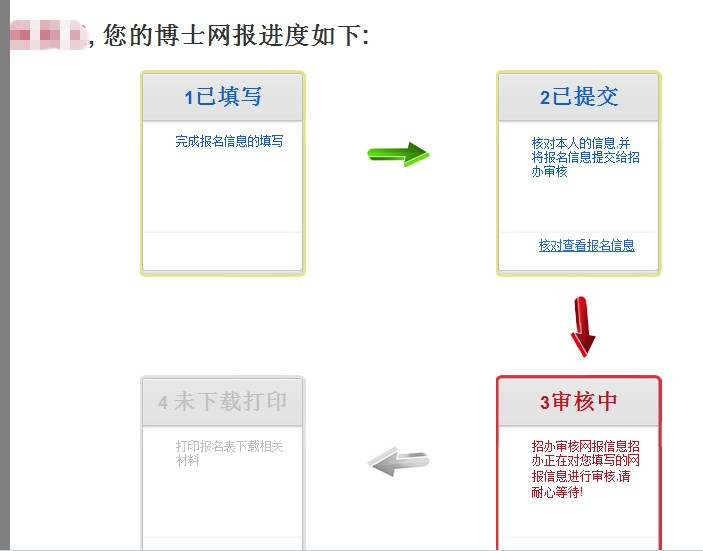 ,您的博士网报进度如下:
1已填写
完成报名信息的填写
2已提交
核对本人的信息,并
将报名信息提交给招
办审核
核对查看报名信息
3审核中
招办审核网报信息招
办正在对您填写的网
报信息进行审核,请
耐心等待!
4 未下载打印
打印报名表下载相关
材料